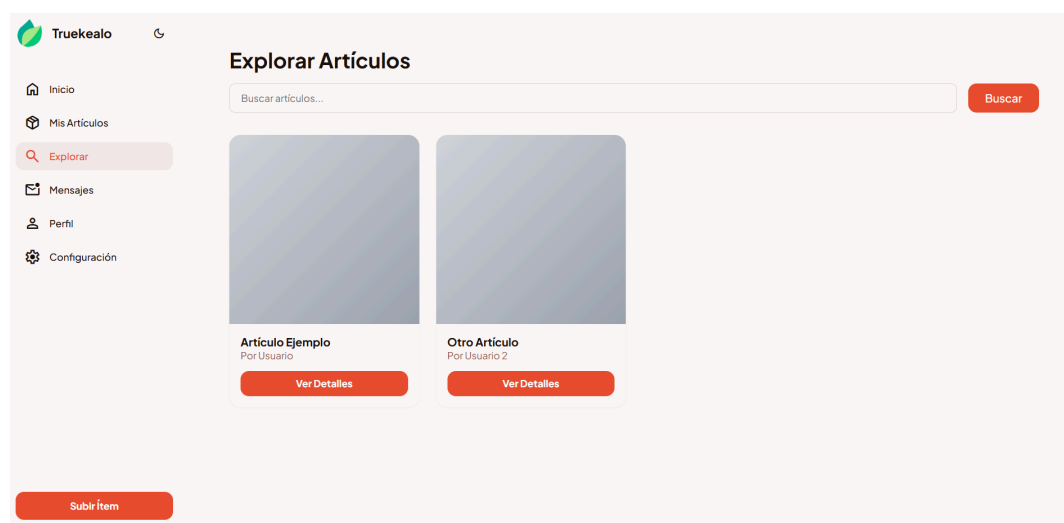 Truekealo
Inicio
Mis Artículos
Explorar
Mensajes
Perfil
Configuración
Subir Ítem
Explorar Artículos
Buscar artículos...
Buscar
Artículo Ejemplo
Por Usuario
Ver Detalles
Otro Artículo
Por Usuario 2
Ver Detalles